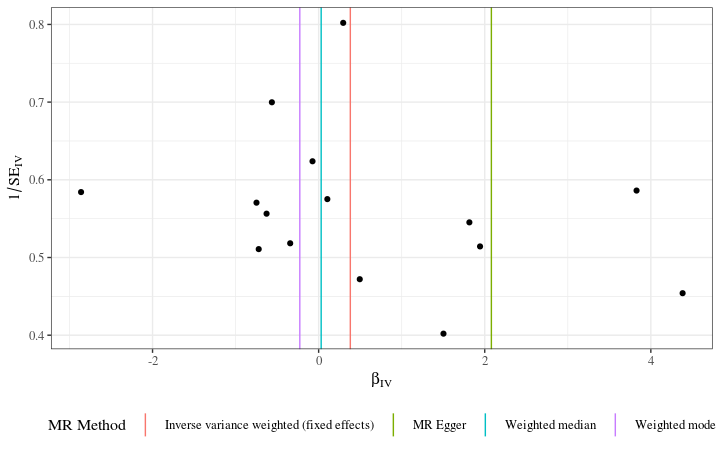 0.8
0.7
0.6
0.5
0.4
1/SE_IV
-2 0 2 4
β_IV
MR Method Inverse variance weighted (fixed effects) MR Egger Weighted median Weighted mode